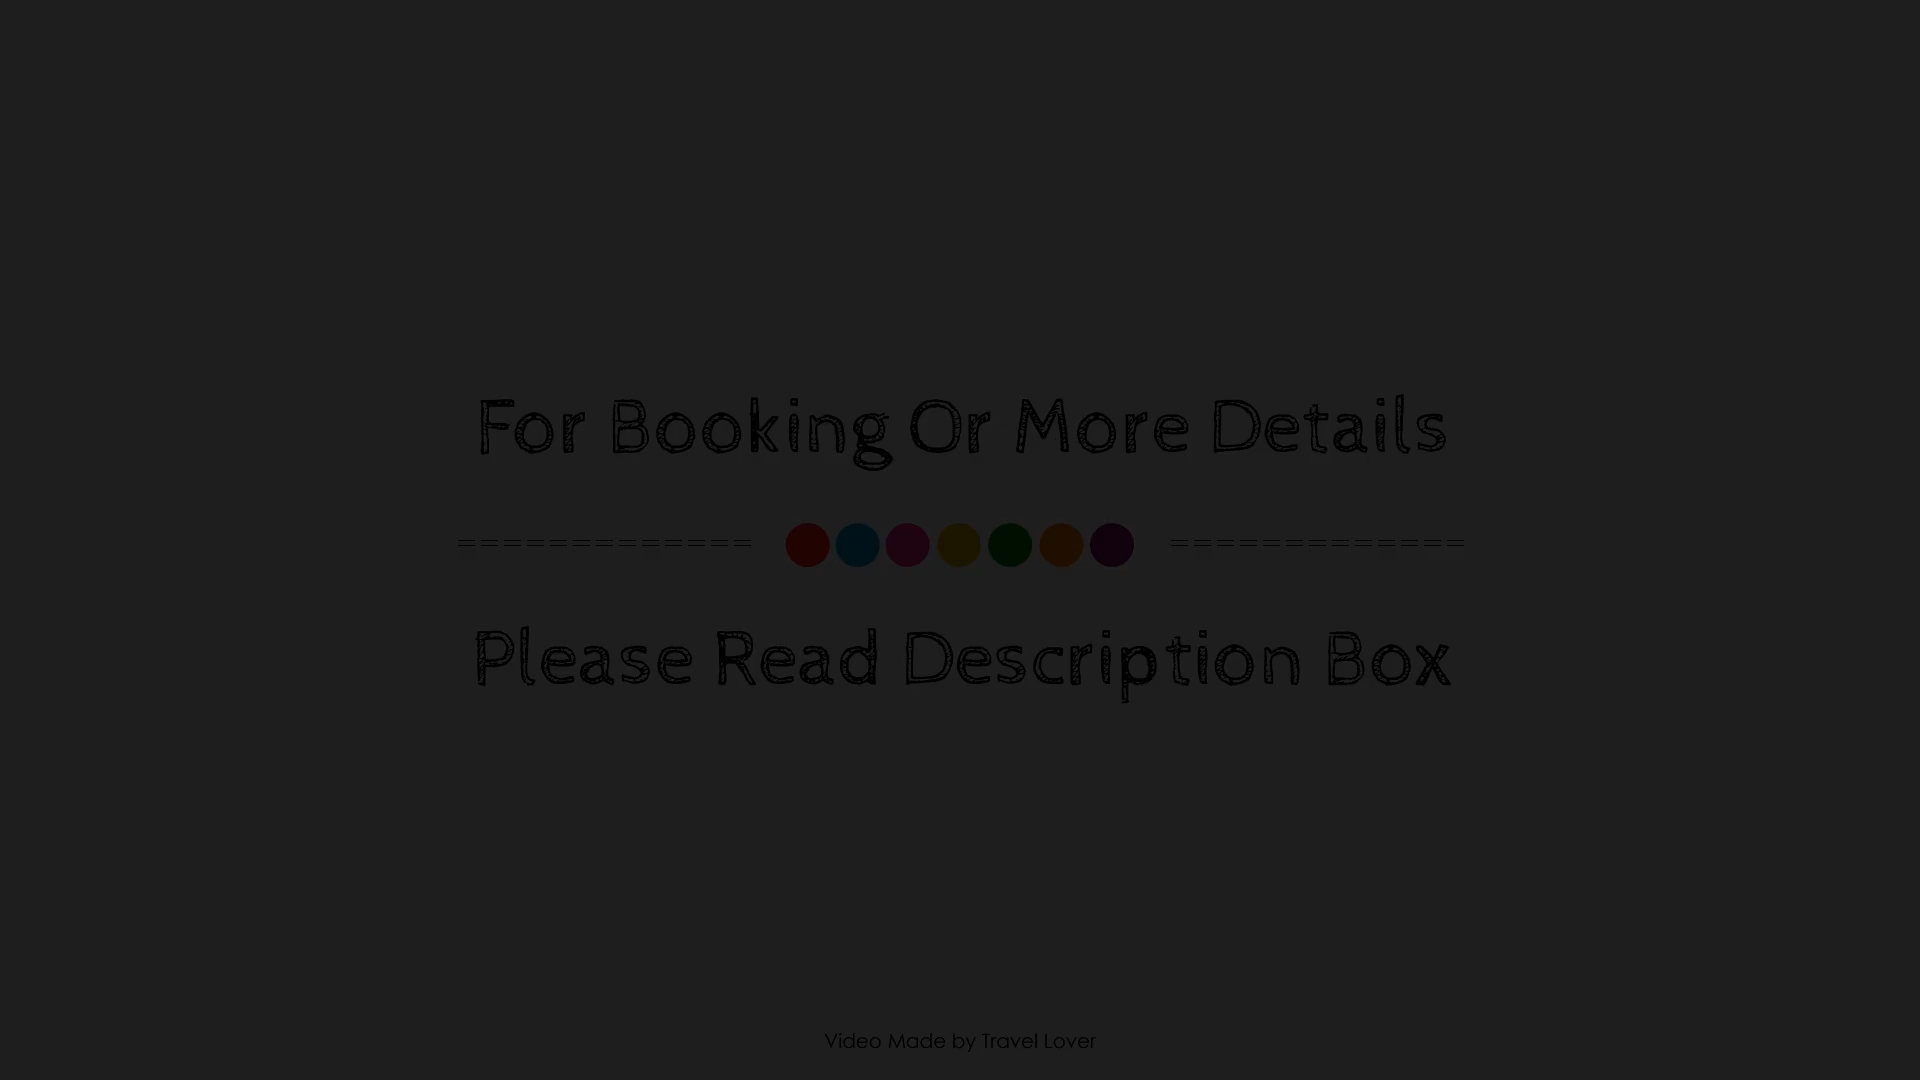 For Booking Or More Details
============= =============
Please Read Description Box
Video Made by Travel Lover